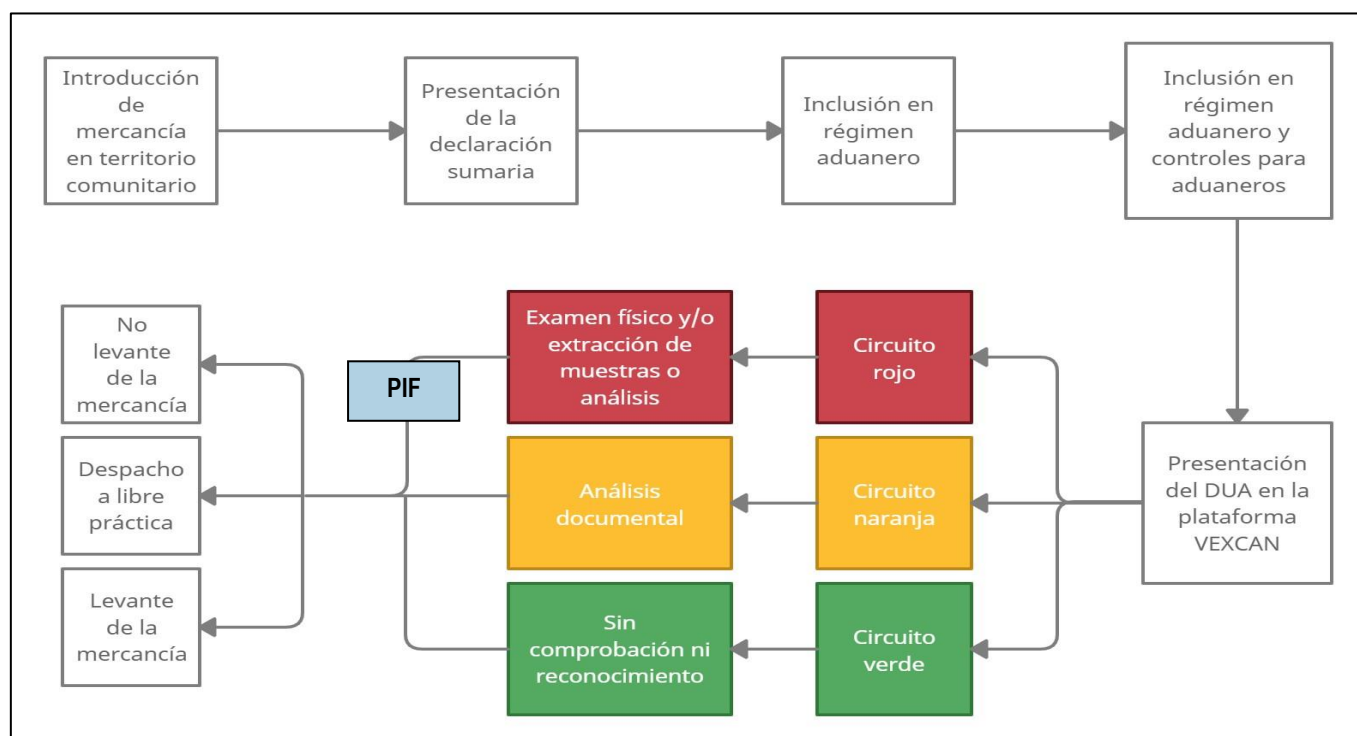 Introducción
de
mercancía
en territorio
comunitario
Presentación
de la
declaración
sumaria
Inclusión en
régimen
aduanero
Inclusión en
régimen
aduanero y
controles para
aduaneros
Presentación
del DUA en la
plataforma
VEXCAN
Circuito
rojo
Circuito
naranja
Circuito
verde
Examen físico y/o
extracción de
muestras o
análisis
Análisis
documental
Sin
comprobación ni
reconocimiento
PIF
No
levante
de la
mercancía
Despacho
a libre
práctica
Levante
de la
mercancía